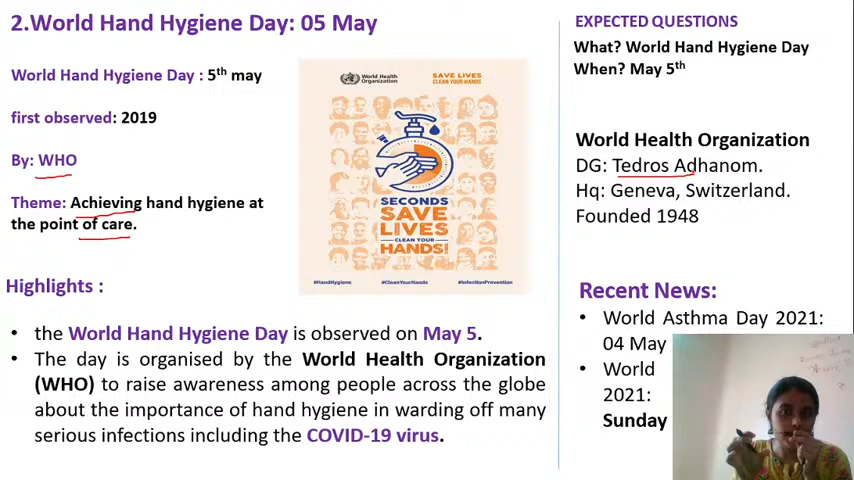 2.World Hand Hygiene Day: 05 May
World Hand Hygiene Day : 5th may
first observed: 2019
By: WHO
Theme: Achieving hand hygiene at
the point of care.
World Health
Organization
SAVE LIVES
CLEAN YOUR HANDS
SECONDS
SAVE
LIVES
CLEAN YOUR
HANDS!
#HandHygiene #CleanYourHands #InfectionPrevention
Highlights :
• the World Hand Hygiene Day is observed on May 5.
• The day is organised by the World Health Organization
(WHO) to raise awareness among people across the globe
about the importance of hand hygiene in warding off many
serious infections including the COVID-19 virus.
EXPECTED QUESTIONS
What? World Hand Hygiene Day
When? May 5th
World Health Organization
DG: Tedros Adhanom.
Hq: Geneva, Switzerland.
Founded 1948
Recent News:
• World Asthma Day 2021:
04 May
• World
2021:
Sunday